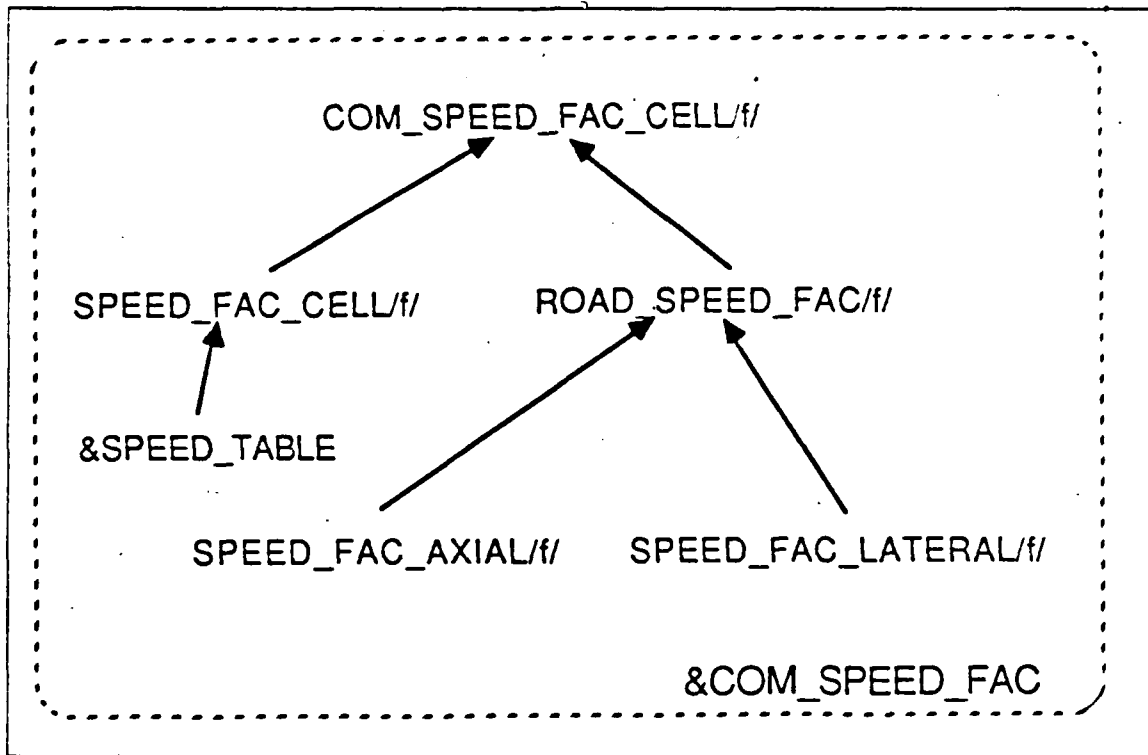 COM_SPEED_FAC_CELL/f/
SPEED_FAC_CELL/f/ ROAD_SPEED_FAC/f/
&SPEED_TABLE
SPEED_FAC_AXIAL/f/ SPEED_FAC_LATERAL/f/
&COM_SPEED_FAC